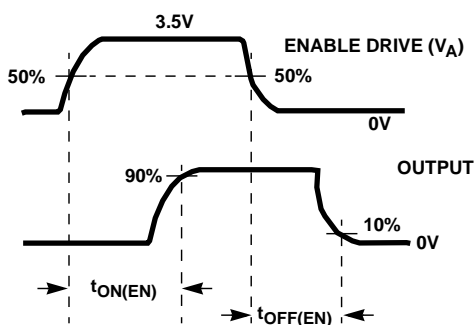 3.5V
ENABLE DRIVE (VA)
50%
50%
0V
OUTPUT
90%
10%
0V
tON(EN)
tOFF(EN)